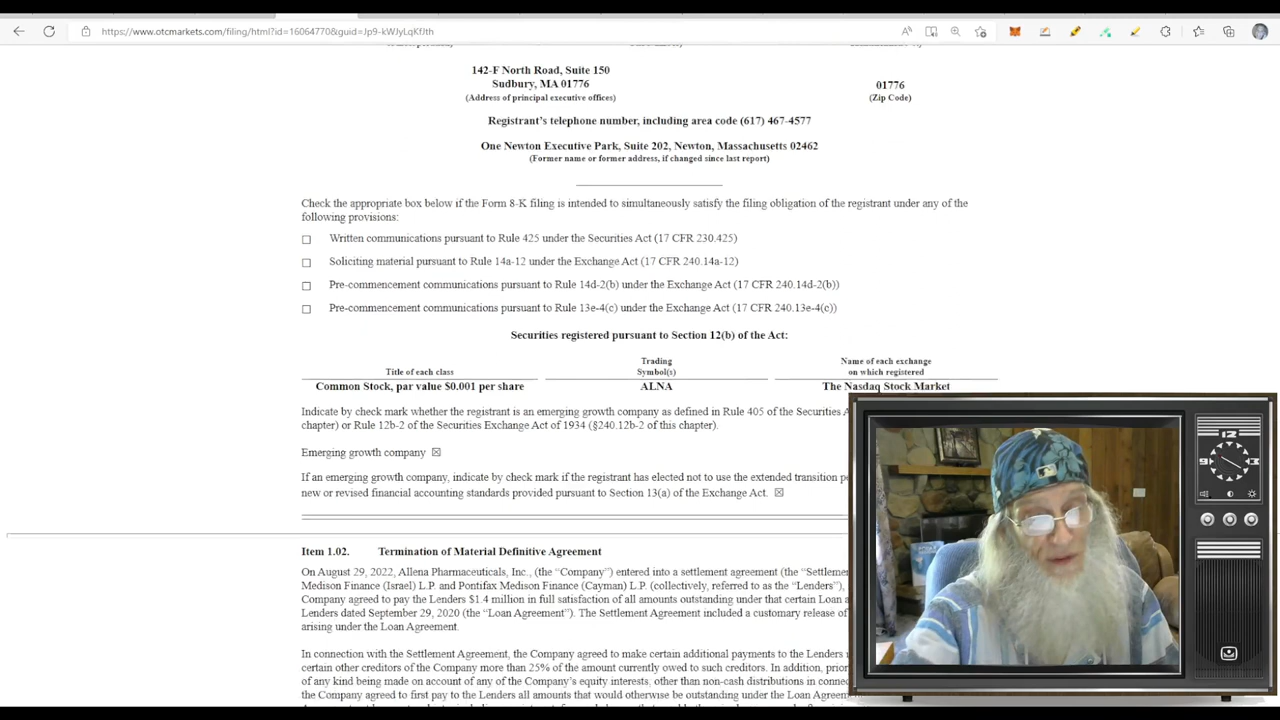 https://www.otcmarkets.com/filing/html?id=16064770&guid=Jp9-kWJyLqKfJth
142-F North Road, Suite 150
Sudbury, MA 01776
01776
(Address of principal executive offices)
(Zip Code)
Registrant's telephone number, including area code (617) 467-4577
One Newton Executive Park, Suite 202, Newton, Massachusetts 02462
(Former name or former address, if changed since last report)
Check the appropriate box below if the Form 8-K filing is intended to simultaneously satisfy the filing obligation of the registrant under any of the
following provisions:
☐ Written communications pursuant to Rule 425 under the Securities Act (17 CFR 230.425)
☐ Soliciting material pursuant to Rule 14a-12 under the Exchange Act (17 CFR 240.14a-12)
☐ Pre-commencement communications pursuant to Rule 14d-2(b) under the Exchange Act (17 CFR 240.14d-2(b))
☐ Pre-commencement communications pursuant to Rule 13e-4(c) under the Exchange Act (17 CFR 240.13e-4(c))
Securities registered pursuant to Section 12(b) of the Act:
Title of each class
Trading
Symbol(s)
Name of each exchange
on which registered
Common Stock, par value $0.001 per share
ALNA
The Nasdaq Stock Market
Indicate by check mark whether the registrant is an emerging growth company as defined in Rule 405 of the Securities
chapter) or Rule 12b-2 of the Securities Exchange Act of 1934 (§240.12b-2 of this chapter).
Emerging growth company ☒
If an emerging growth company, indicate by check mark if the registrant has elected not to use the extended transition
new or revised financial accounting standards provided pursuant to Section 13(a) of the Exchange Act. ☒
Item 1.02. Termination of Material Definitive Agreement
On August 29, 2022, Allena Pharmaceuticals, Inc., (the “Company”) entered into a settlement agreement (the
Medison Finance (Israel) L.P. and Pontifax Medison Finance (Cayman) L.P. (collectively, referred to as the “Lenders”),
Company agreed to pay the Lenders $1.4 million in full satisfaction of all amounts outstanding under that certain Loan
Lenders dated September 29, 2020 (the “Loan Agreement”). The Settlement Agreement included a customary release of
arising under the Loan Agreement.
In connection with the Settlement Agreement, the Company agreed to make certain additional payments to the Lenders
certain other creditors of the Company more than 25% of the amount currently owed to such creditors. In addition,
of any kind being made on account of any of the Company's equity interests, other than non-cash distributions in
the Company agreed to first pay to the Lenders all amounts that would otherwise be outstanding under the Loan
12
9
3